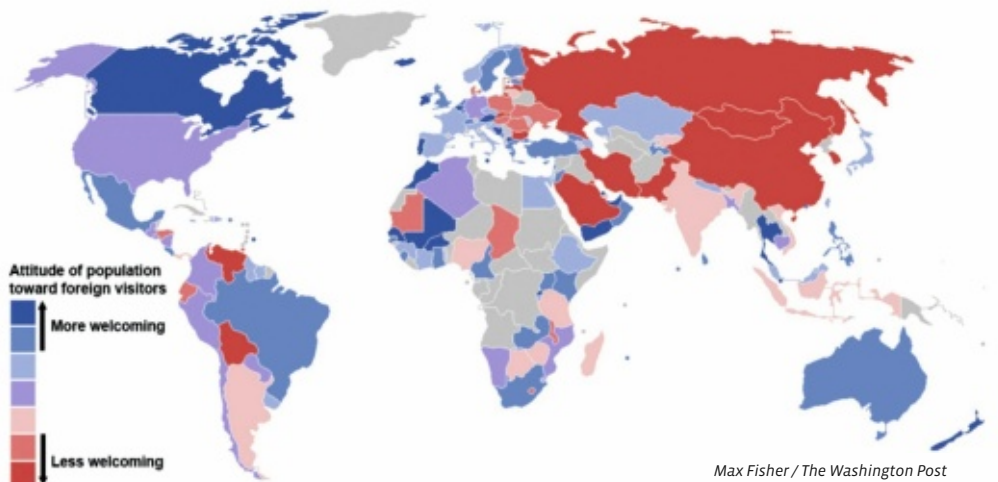 Attitude of population
toward foreign visitors
More welcoming
Less welcoming
Max Fisher / The Washington Post